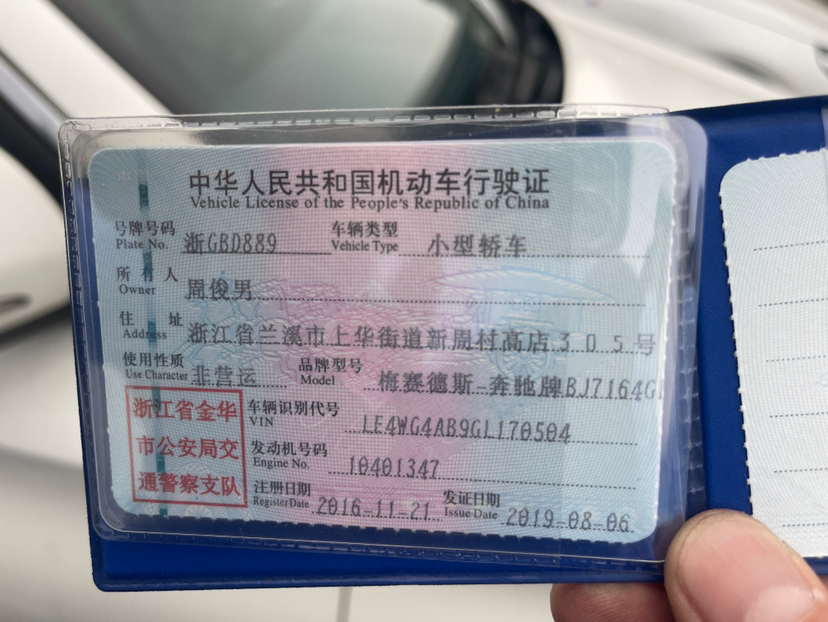 中华人民共和国机动车行驶证
Vehicle License of the People's Republic of China
号牌号码 浙GBD889 车辆类型 小型轿车
Plate No. Vehicle Type
所有人 周俊男
Owner
住址 浙江省兰溪市上华街道新周村高店305号
Address
使用性质 非营运 品牌型号 梅赛德斯-奔驰牌BJ7164G
Use Character Model
浙江省金华
市公安局交
通警察支队
车辆识别代号 LE4WG4AB9GL170504
VIN
发动机号码 10401347
Engine No.
注册日期 2016-11-21 发证日期 2019-08-06
Register Date Issue Date